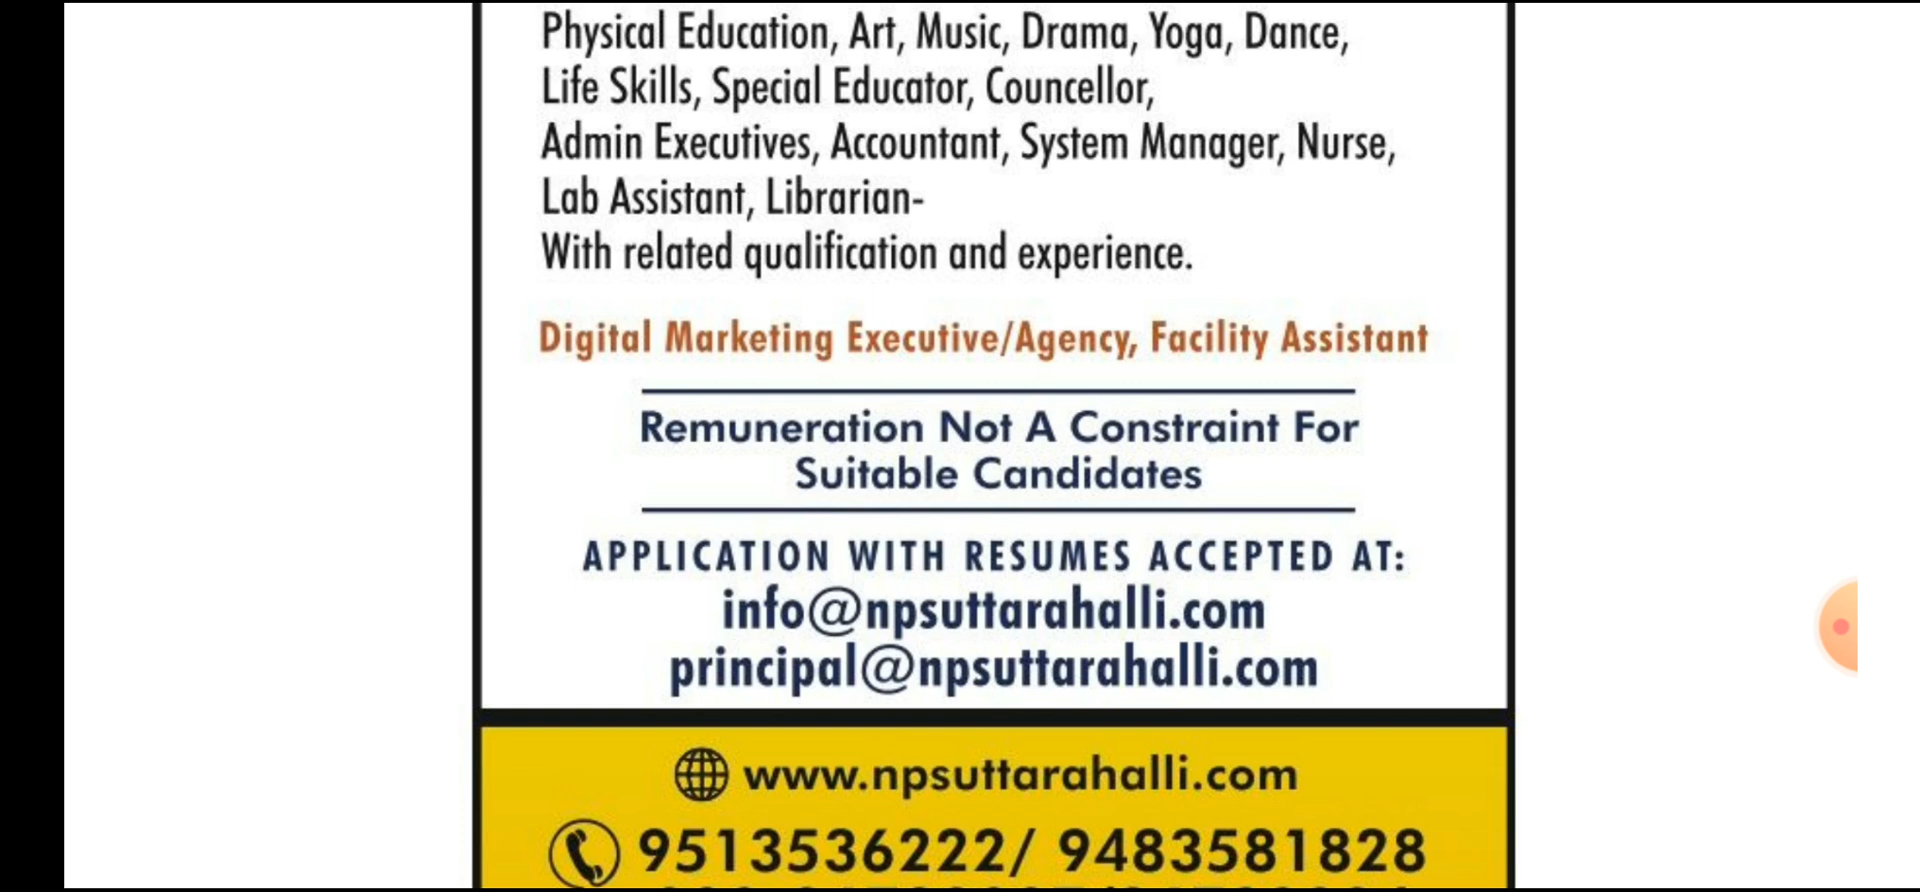 Physical Education, Art, Music, Drama, Yoga, Dance,
Life Skills, Special Educator, Councellor,
Admin Executives, Accountant, System Manager, Nurse,
Lab Assistant, Librarian-
With related qualification and experience.
Digital Marketing Executive/Agency, Facility Assistant
Remuneration Not A Constraint For
Suitable Candidates
APPLICATION WITH RESUMES ACCEPTED AT:
info@npsuttarahalli.com
principal@npsuttarahalli.com
www.npsuttarahalli.com
9513536222/ 9483581828